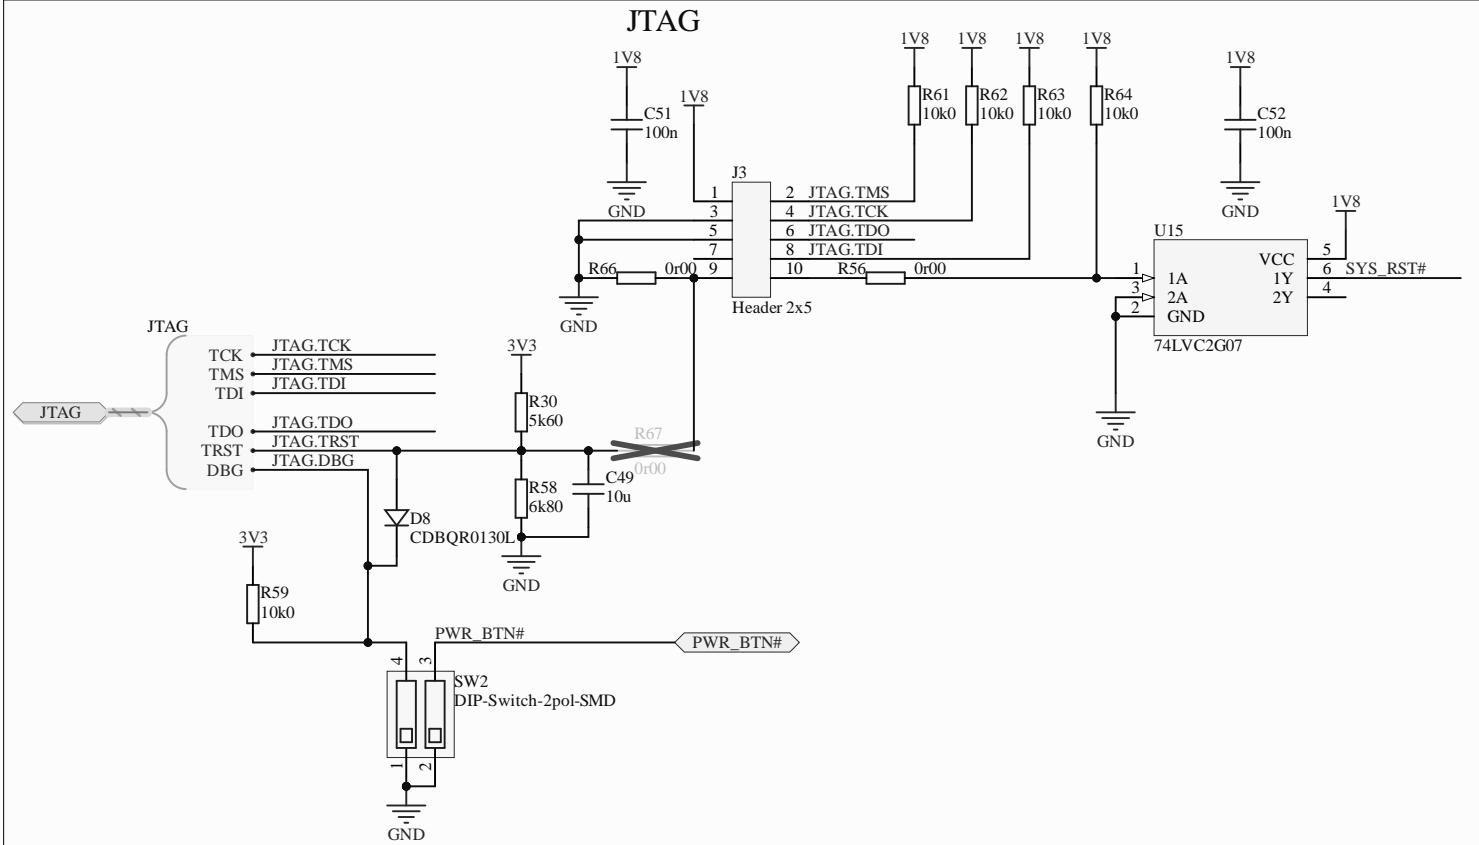 JTAG
1V8
C51
100n
GND
1V8
1V8
R61
10k0
1V8
R62
10k0
1V8
R63
10k0
1V8
R64
10k0
1V8
C52
100n
GND
J3
1
2
JTAG.TMS
3
4
JTAG.TCK
5
6
JTAG.TDO
7
8
JTAG.TDI
R66
0r00
9
10
R56
0r00
Header 2x5
GND
1V8
U15
VCC
5
1
1A
1Y
6
SYS_RST#
3
2A
2Y
4
2
GND
74LVC2G07
GND
JTAG
JTAG
TCK
JTAG.TCK
TMS
JTAG.TMS
TDI
JTAG.TDI
TDO
JTAG.TDO
TRST
JTAG.TRST
DBG
JTAG.DBG
3V3
R30
5k60
R67
0r00
R58
6k80
C49
10u
D8
CDBQR0130L
GND
3V3
R59
10k0
PWR_BTN#
PWR_BTN#
4
3
SW2
DIP-Switch-2pol-SMD
1
2
GND